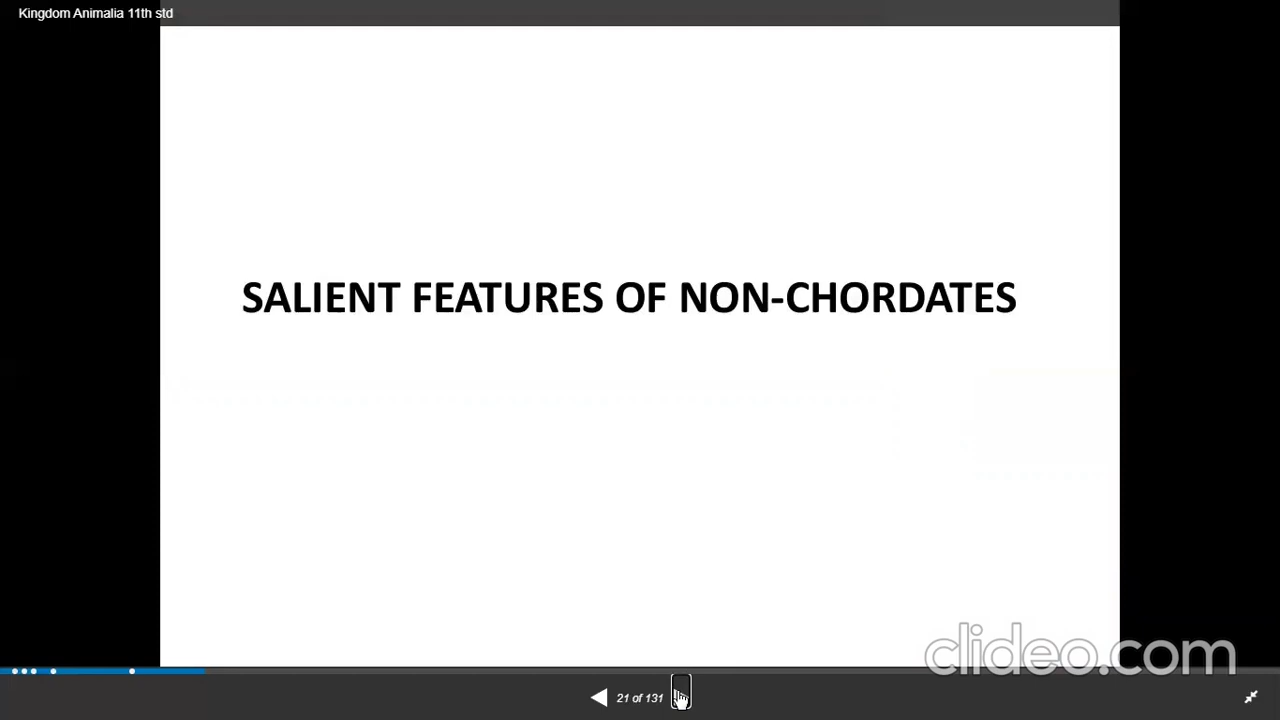 Kingdom Animalia 11th std
SALIENT FEATURES OF NON-CHORDATES
clideo.com
21 of 131